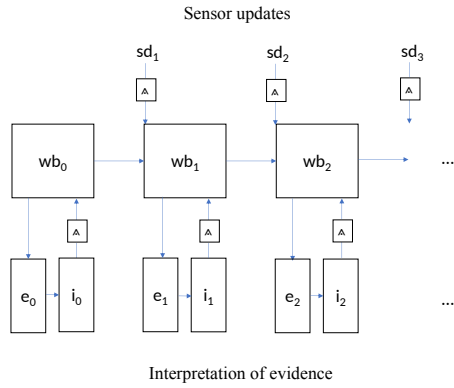 Sensor updates
sd₁ sd₂ sd₃
⩜ ⩜ ⩜
wb₀ wb₁ wb₂ ...
⩜ ⩜ ⩜
e₀ i₀ e₁ i₁ e₂ i₂ ...
Interpretation of evidence